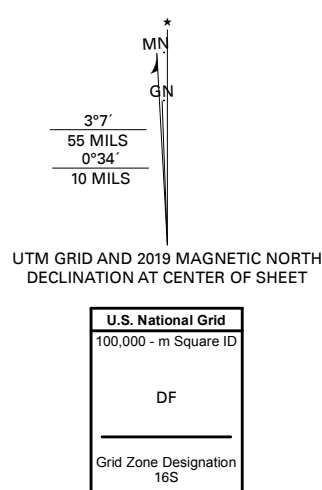 ★
MN
GN
3°7´
55 MILS
0°34´
10 MILS
UTM GRID AND 2019 MAGNETIC NORTH
DECLINATION AT CENTER OF SHEET
U.S. National Grid
100,000 - m Square ID
DF
Grid Zone Designation
16S